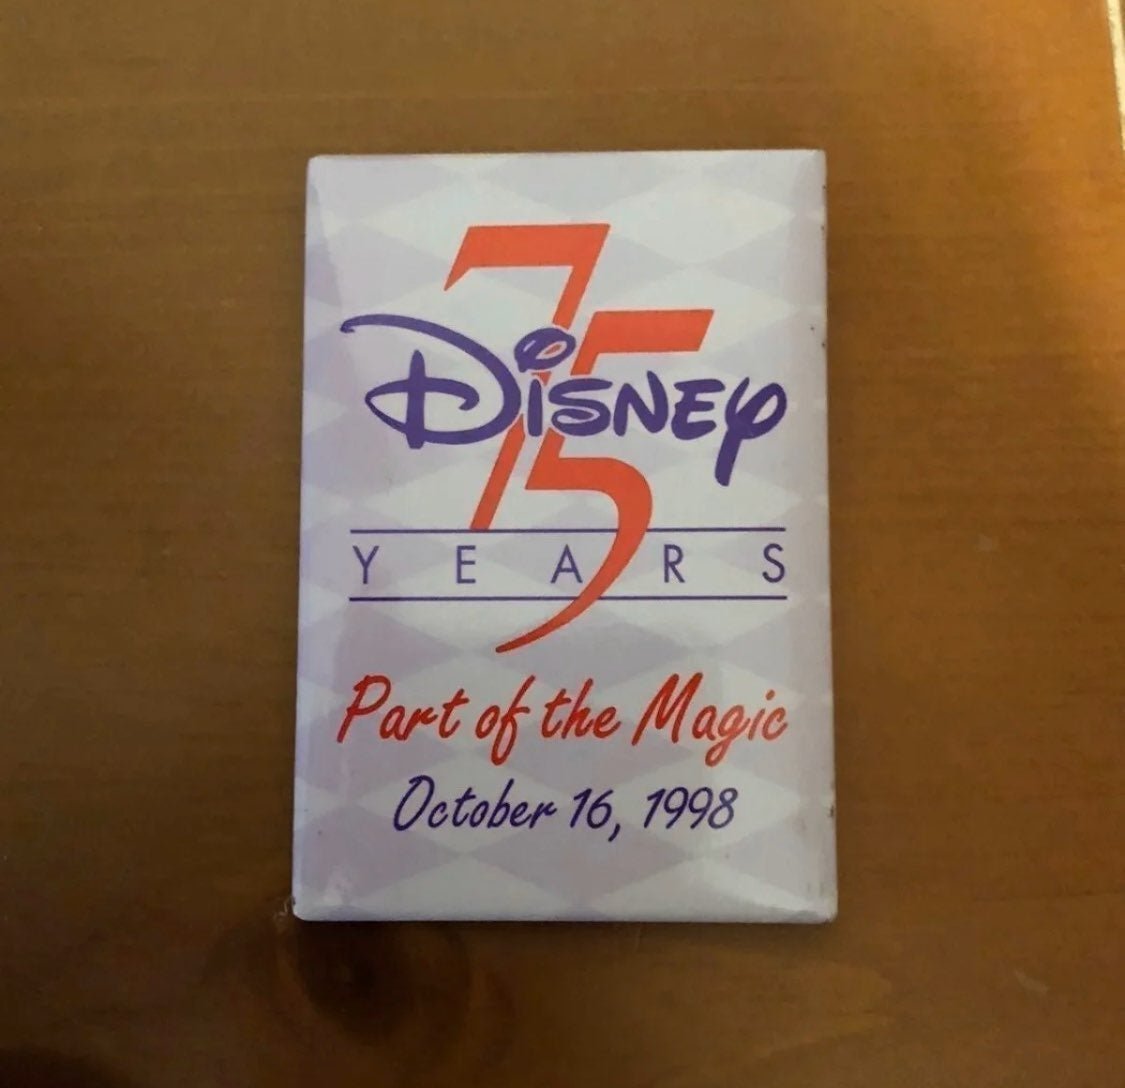 75
Disney
YEARS
Part of the Magic
October 16, 1998